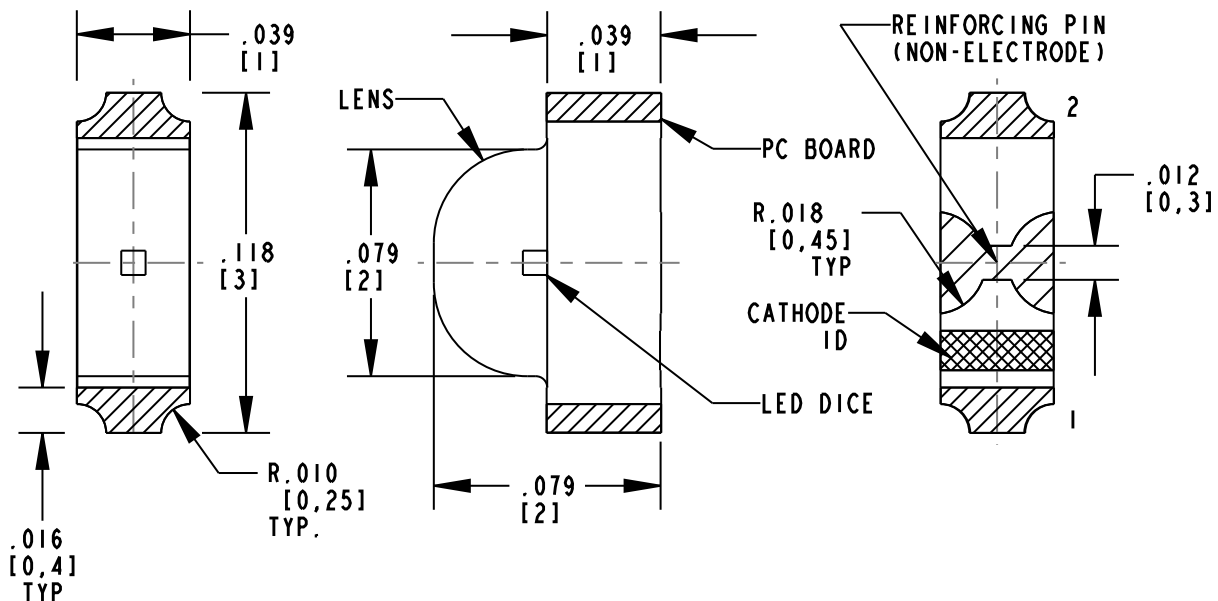 .039
[1]
.118
[3]
.016
[0,4]
TYP
R.010
[0,25]
TYP.
LENS
.039
[1]
PC BOARD
.079
[2]
LED DICE
.079
[2]
REINFORCING PIN
(NON-ELECTRODE)
2
.012
[0,3]
R.018
[0,45]
TYP
CATHODE
ID
1